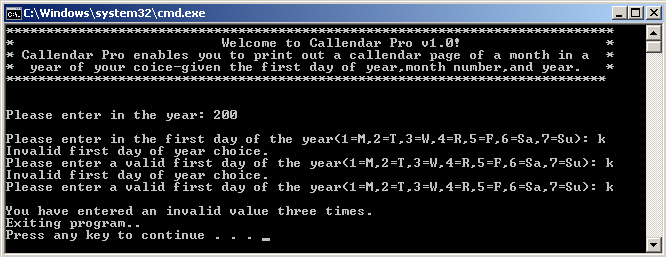 C:\Windows\system32\cmd.exe
*******************************************************************************
* Welcome to Callendar Pro v1.0! *
* Callendar Pro enables you to print out a callendar page of a month in a *
* year of your coice-given the first day of year,month number,and year. *
******************************************************************************
Please enter in the year: 200
Please enter in the first day of the year(1=M,2=T,3=W,4=R,5=F,6=Sa,7=Su): k
Invalid first day of year choice.
Please enter a valid first day of the year(1=M,2=T,3=W,4=R,5=F,6=Sa,7=Su): k
Invalid first day of year choice.
Please enter a valid first day of the year(1=M,2=T,3=W,4=R,5=F,6=Sa,7=Su): k
You have entered an invalid value three times.
Exiting program..
Press any key to continue . . . _